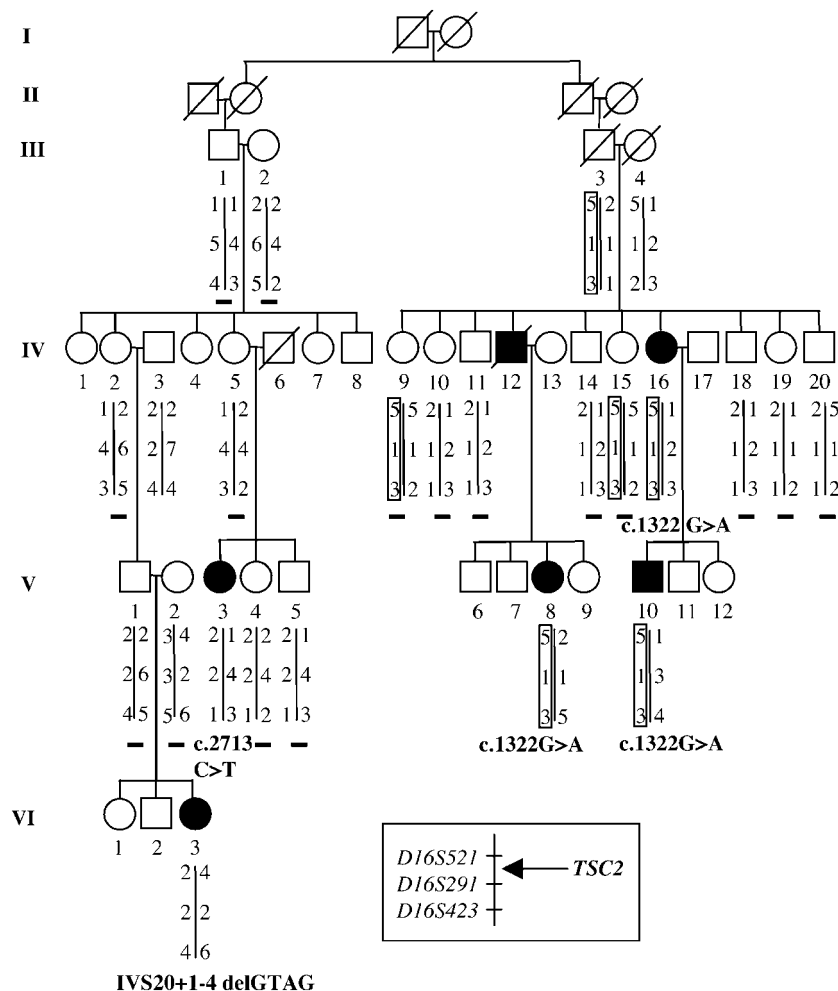 I
II
III
1 2 3 4
1 1 2 2 5 2 5 1
5 4 6 4 1 1 1 2
4 3 5 2 3 1 2 3
IV
1 2 3 4 5 6 7 8 9 10 11 12 13 14 15 16 17 18 19 20
1 2 2 2 1 2 5 5 2 1 2 1 2 1 5 5 5 1 2 1 2 1 2 5
4 6 2 7 4 4 1 1 1 2 1 2 1 2 1 1 1 2 1 2 1 1 1 1
3 5 4 4 3 2 3 2 1 3 1 3 1 3 3 2 3 3 1 3 1 2 1 2
c.1322 G>A
V
1 2 3 4 5 6 7 8 9 10 11 12
2 2 3 4 2 1 2 2 2 1 5 2 5 1
2 6 3 2 2 4 2 4 2 4 1 1 1 3
4 5 5 6 1 3 1 2 1 3 3 5 3 4
c.2713 c.1322G>A c.1322G>A
C>T
VI
1 2 3
2 4
2 2
4 6
IVS20+1-4 delGTAG
D16S521
TSC2
D16S291
D16S423